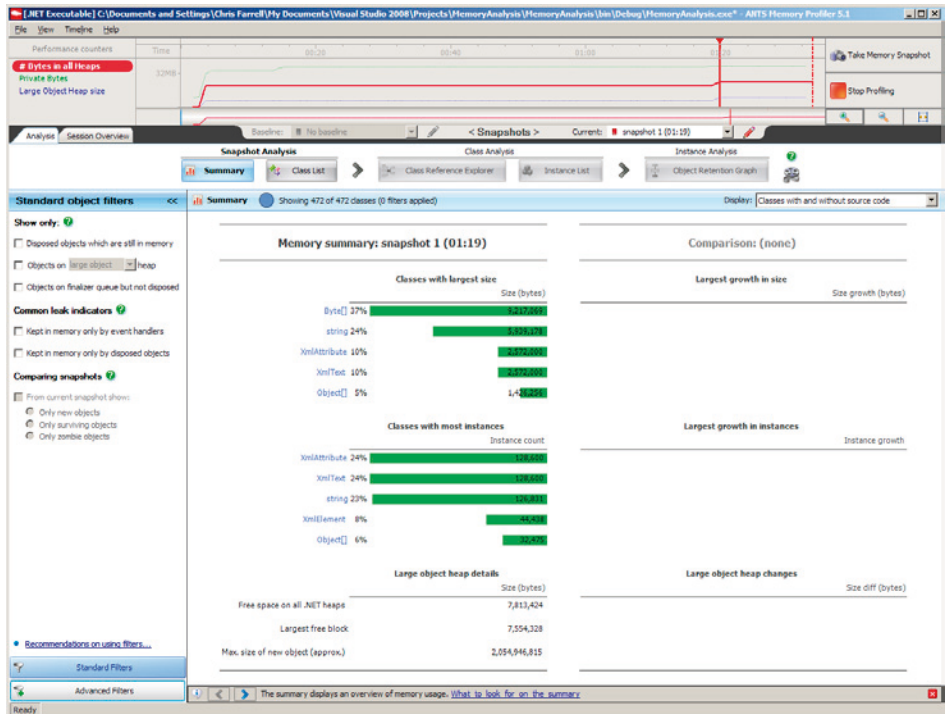 [.NET Executable] C:\Documents and Settings\Chris Farrell\My Documents\Visual Studio 2008\Projects\MemoryAnalysis\MemoryAnalysis\bin\Debug\MemoryAnalysis.exe* - ANTS Memory Profiler 5.1
File View Timeline Help
Performance counters Time 00:20 00:40 01:00 01:20
# Bytes in all Heaps
Private Bytes
Large Object Heap size
Take Memory Snapshot
Stop Profiling
Analysis Session Overview
Baseline: No baseline < Snapshots > Current: snapshot 1 (01:19)
Snapshot Analysis Class Analysis Instance Analysis
Summary Class List Class Reference Explorer Instance List Object Retention Graph
Standard object filters <<
Summary Showing 472 of 472 classes (0 filters applied) Display: Classes with and without source code
Show only:
Disposed objects which are still in memory
Objects on large object heap
Objects on finalizer queue but not disposed
Common leak indicators
Kept in memory only by event handlers
Kept in memory only by disposed objects
Comparing snapshots
From current snapshot show:
Only new objects
Only surviving objects
Only zombie objects
Memory summary: snapshot 1 (01:19) Comparison: (none)
Classes with largest size Largest growth in size
Size (bytes) Size growth (bytes)
Byte[] 37% 9,217,069
string 24%
XmlAttribute 10% 2,572,000
XmlText 10% 2,572,000
Object[] 5% 1,426,256
Classes with most instances Largest growth in instances
Instance count Instance growth
XmlAttribute 24% 128,600
XmlText 24% 128,600
string 23% 126,831
XmlElement 8% 44,438
Object[] 6% 32,475
Large object heap details Large object heap changes
Size (bytes) Size diff (bytes)
Free space on all .NET heaps 7,813,424
Largest free block 7,554,328
Max. size of new object (approx.) 2,054,946,815
Recommendations on using filters...
Standard Filters
Advanced Filters
The summary displays an overview of memory usage. What to look for on the summary
Ready